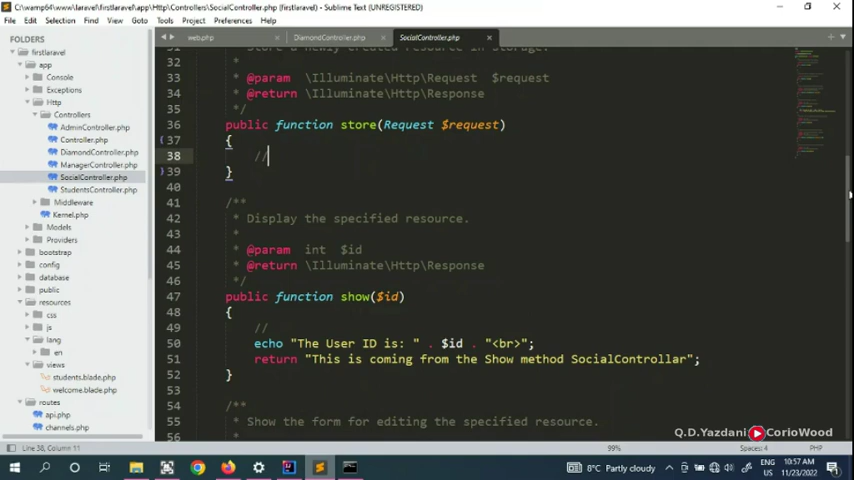 C:\wamp64\www\laravel\firstlaravel\app\Http\Controllers\SocialController.php (firstlaravel) - Sublime Text (UNREGISTERED)
File Edit Selection Find View Goto Tools Project Preferences Help
FOLDERS
firstlaravel
app
Console
Exceptions
Http
Controllers
AdminController.php
Controller.php
DiamondController.php
ManagerController.php
SocialController.php
StudentsController.php
Middleware
Kernel.php
Models
Providers
bootstrap
config
database
public
resources
css
js
lang
en
views
students.blade.php
welcome.blade.php
routes
api.php
channels.php
web.php DiamondController.php SocialController.php
31 * Store a newly created resource in storage.
32 *
33 * @param \Illuminate\Http\Request $request
34 * @return \Illuminate\Http\Response
35 */
36 public function store(Request $request)
37 {
38 //
39 }
40
41 /**
42 * Display the specified resource.
43 *
44 * @param int $id
45 * @return \Illuminate\Http\Response
46 */
47 public function show($id)
48 {
49 //
50 echo "The User ID is: " . $id . "<br>";
51 return "This is coming from the Show method SocialControllar";
52 }
53
54 /**
55 * Show the form for editing the specified resource.
56 *
Q.D.Yazdani CorioWood
Line 38, Column 11 99% Spaces: 4 PHP
8°C Partly cloudy ENG US 10:57 AM 11/23/2022